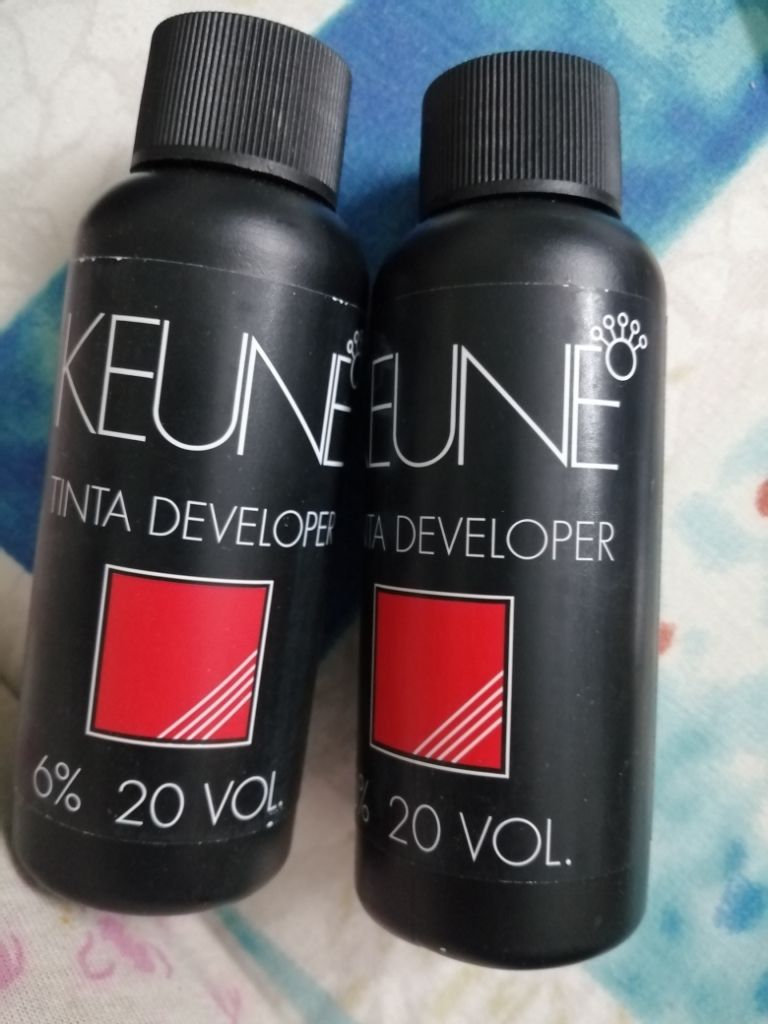 KEUNE
TINTA DEVELOPER
6% 20 VOL.
EUNE
TA DEVELOPER
% 20 VOL.